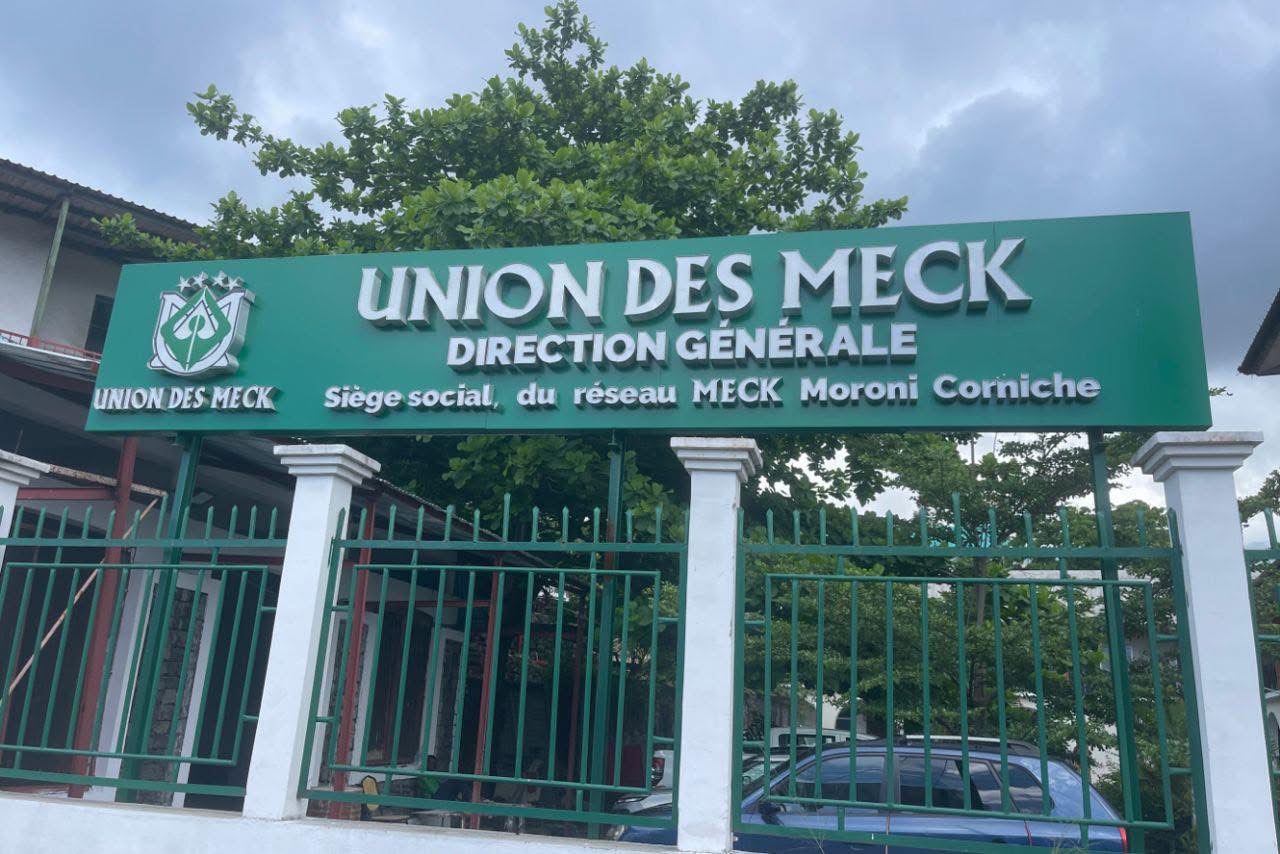 UNION DES MECK
UNION DES MECK
DIRECTION GÉNÉRALE
Siège social, du réseau MECK Moroni Corniche